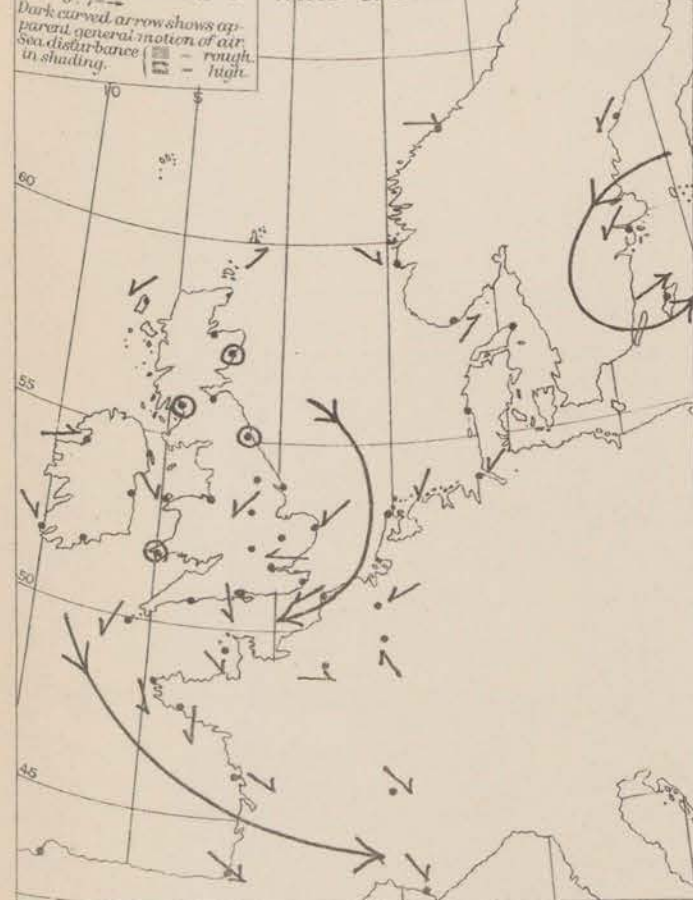 Dark curved arrow shows ap-
parent general motion of air.
Sea disturbance { – rough.
in shading. – high.
10
5
60
55
50
45